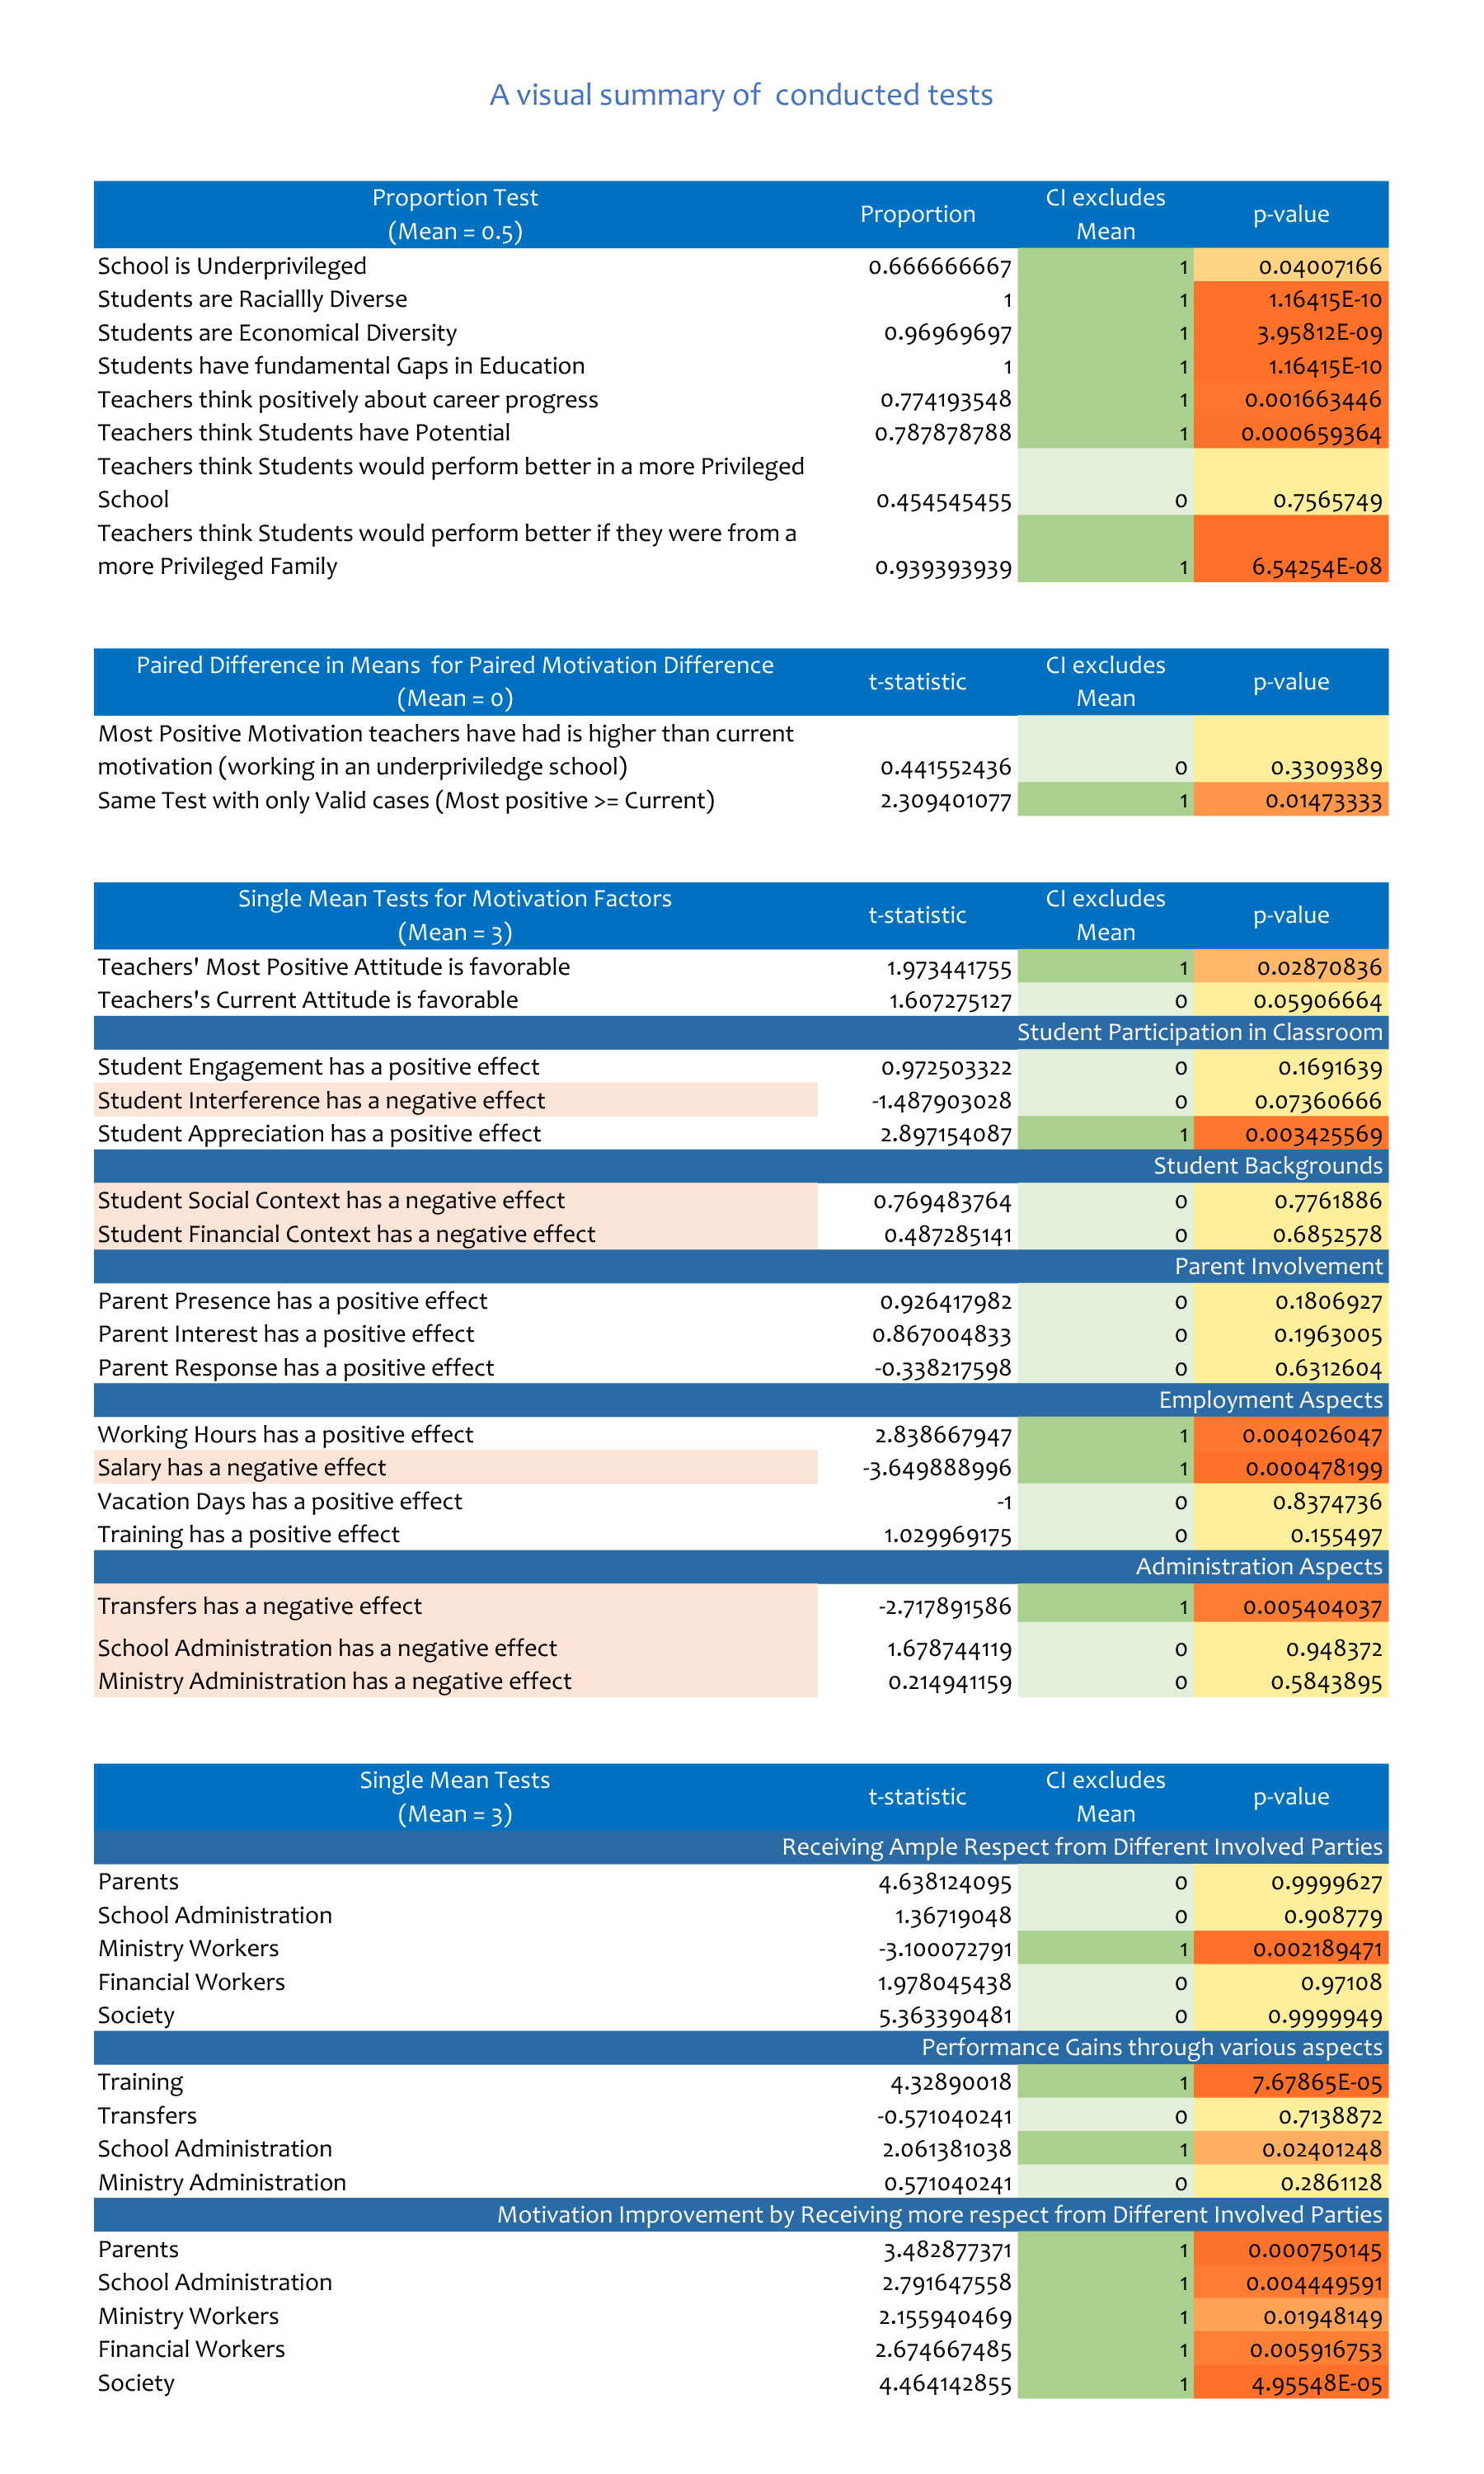 A visual summary of  conducted tests
Proportion Test
(Mean = 0.5) Proportion CI excludes
Mean p-value
School is Underprivileged 0.666666667 1 0.04007166
Students are Raciallly Diverse 1 1 1.16415E-10
Students are Economical Diversity 0.96969697 1 3.95812E-09
Students have fundamental Gaps in Education 1 1 1.16415E-10
Teachers think positively about career progress 0.774193548 1 0.001663446
Teachers think Students have Potential 0.787878788 1 0.000659364
Teachers think Students would perform better in a more Privileged
School 0.454545455 0 0.7565749
Teachers think Students would perform better if they were from a
more Privileged Family 0.939393939 1 6.54254E-08
Paired Difference in Means  for Paired Motivation Difference
(Mean = 0) t-statistic CI excludes
Mean p-value
Most Positive Motivation teachers have had is higher than current
motivation (working in an underpriviledge school) 0.441552436 0 0.3309389
Same Test with only Valid cases (Most positive >= Current) 2.309401077 1 0.01473333
Single Mean Tests for Motivation Factors
(Mean = 3) t-statistic CI excludes
Mean p-value
Teachers' Most Positive Attitude is favorable 1.973441755 1 0.02870836
Teachers's Current Attitude is favorable 1.607275127 0 0.05906664
Student Participation in Classroom
Student Engagement has a positive effect 0.972503322 0 0.1691639
Student Interference has a negative effect -1.487903028 0 0.07360666
Student Appreciation has a positive effect 2.897154087 1 0.003425569
Student Backgrounds
Student Social Context has a negative effect 0.769483764 0 0.7761886
Student Financial Context has a negative effect 0.487285141 0 0.6852578
Parent Involvement
Parent Presence has a positive effect 0.926417982 0 0.1806927
Parent Interest has a positive effect 0.867004833 0 0.1963005
Parent Response has a positive effect -0.338217598 0 0.6312604
Employment Aspects
Working Hours has a positive effect 2.838667947 1 0.004026047
Salary has a negative effect -3.649888996 1 0.000478199
Vacation Days has a positive effect -1 0 0.8374736
Training has a positive effect 1.029969175 0 0.155497
Administration Aspects
Transfers has a negative effect -2.717891586 1 0.005404037
School Administration has a negative effect 1.678744119 0 0.948372
Ministry Administration has a negative effect 0.214941159 0 0.5843895
Single Mean Tests
(Mean = 3) t-statistic CI excludes
Mean p-value
Receiving Ample Respect from Different Involved Parties
Parents 4.638124095 0 0.9999627
School Administration 1.36719048 0 0.908779
Ministry Workers -3.100072791 1 0.002189471
Financial Workers 1.978045438 0 0.97108
Society 5.363390481 0 0.9999949
Performance Gains through various aspects
Training 4.32890018 1 7.67865E-05
Transfers -0.571040241 0 0.7138872
School Administration 2.061381038 1 0.02401248
Ministry Administration 0.571040241 0 0.2861128
Motivation Improvement by Receiving more respect from Different Involved Parties
Parents 3.482877371 1 0.000750145
School Administration 2.791647558 1 0.004449591
Ministry Workers 2.155940469 1 0.01948149
Financial Workers 2.674667485 1 0.005916753
Society 4.464142855 1 4.95548E-05